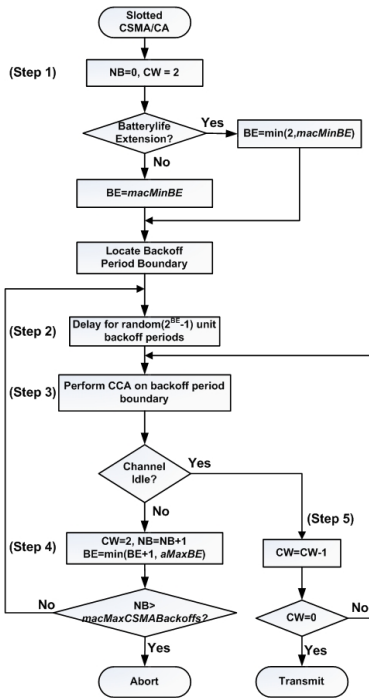 Slotted
CSMA/CA
(Step 1)
NB=0, CW = 2
Batterylife
Extension?
Yes
BE=min(2,macMinBE)
No
BE=macMinBE
Locate Backoff
Period Boundary
(Step 2)
Delay for random(2^BE-1) unit
backoff periods
(Step 3)
Perform CCA on backoff period
boundary
Channel
Idle?
Yes
No
(Step 4)
CW=2, NB=NB+1
BE=min(BE+1, aMaxBE)
(Step 5)
CW=CW-1
No
NB>
macMaxCSMABackoffs?
CW=0
No
Yes
Yes
Abort
Transmit